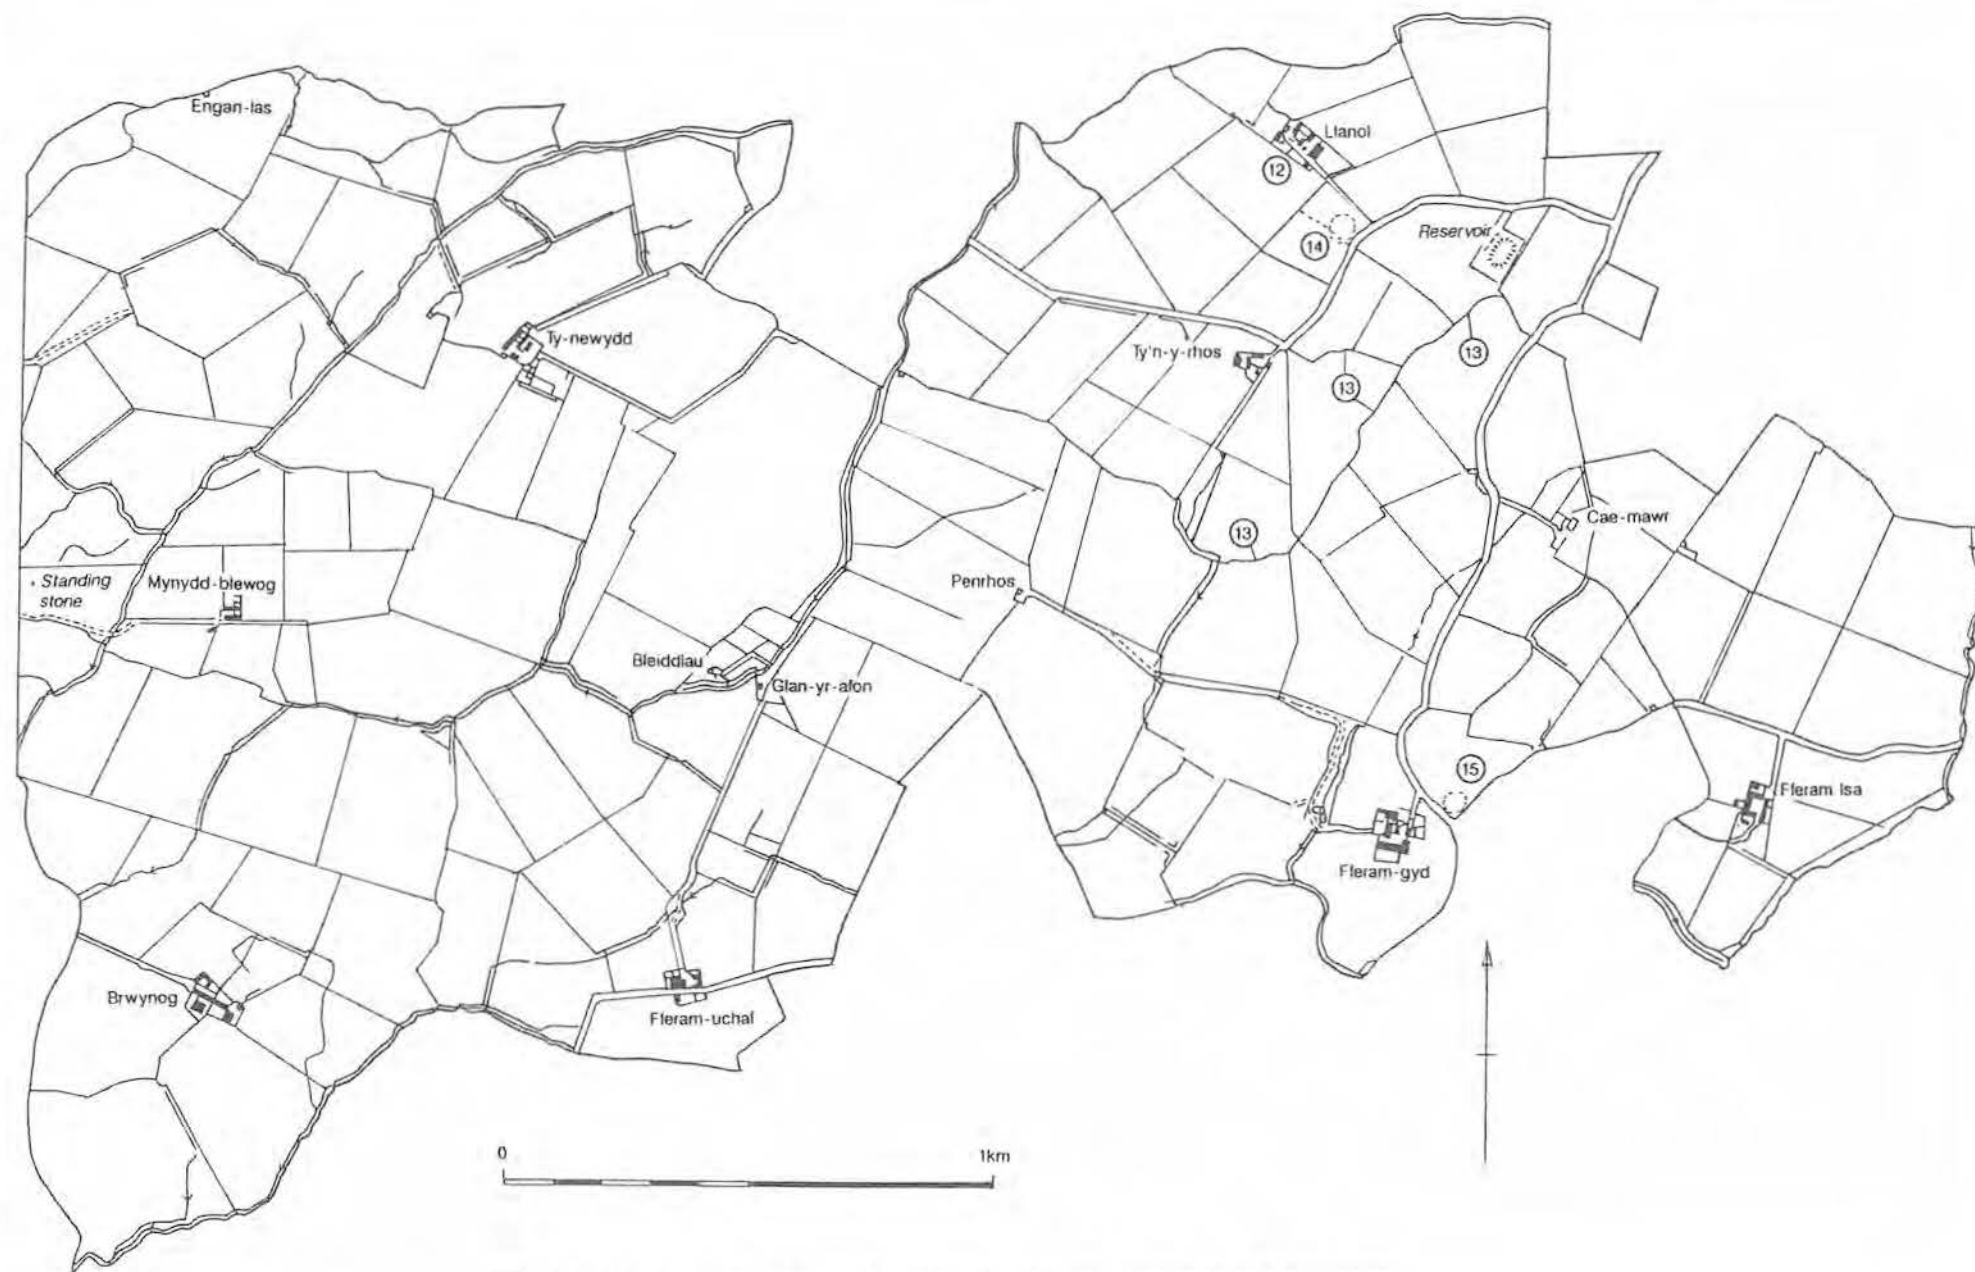 Engan-las
Llanol
12
Reservoir
14
Ty-newydd
Ty'n-y-rhos
13
13
Cae-mawr
13
Standing
stone
Mynydd-blewog
Penrhos
Bleiddlau
Glan-yr-afon
15
Fferam Isa
Fferam-gyd
Brwynog
Fferam-uchaf
0 1km